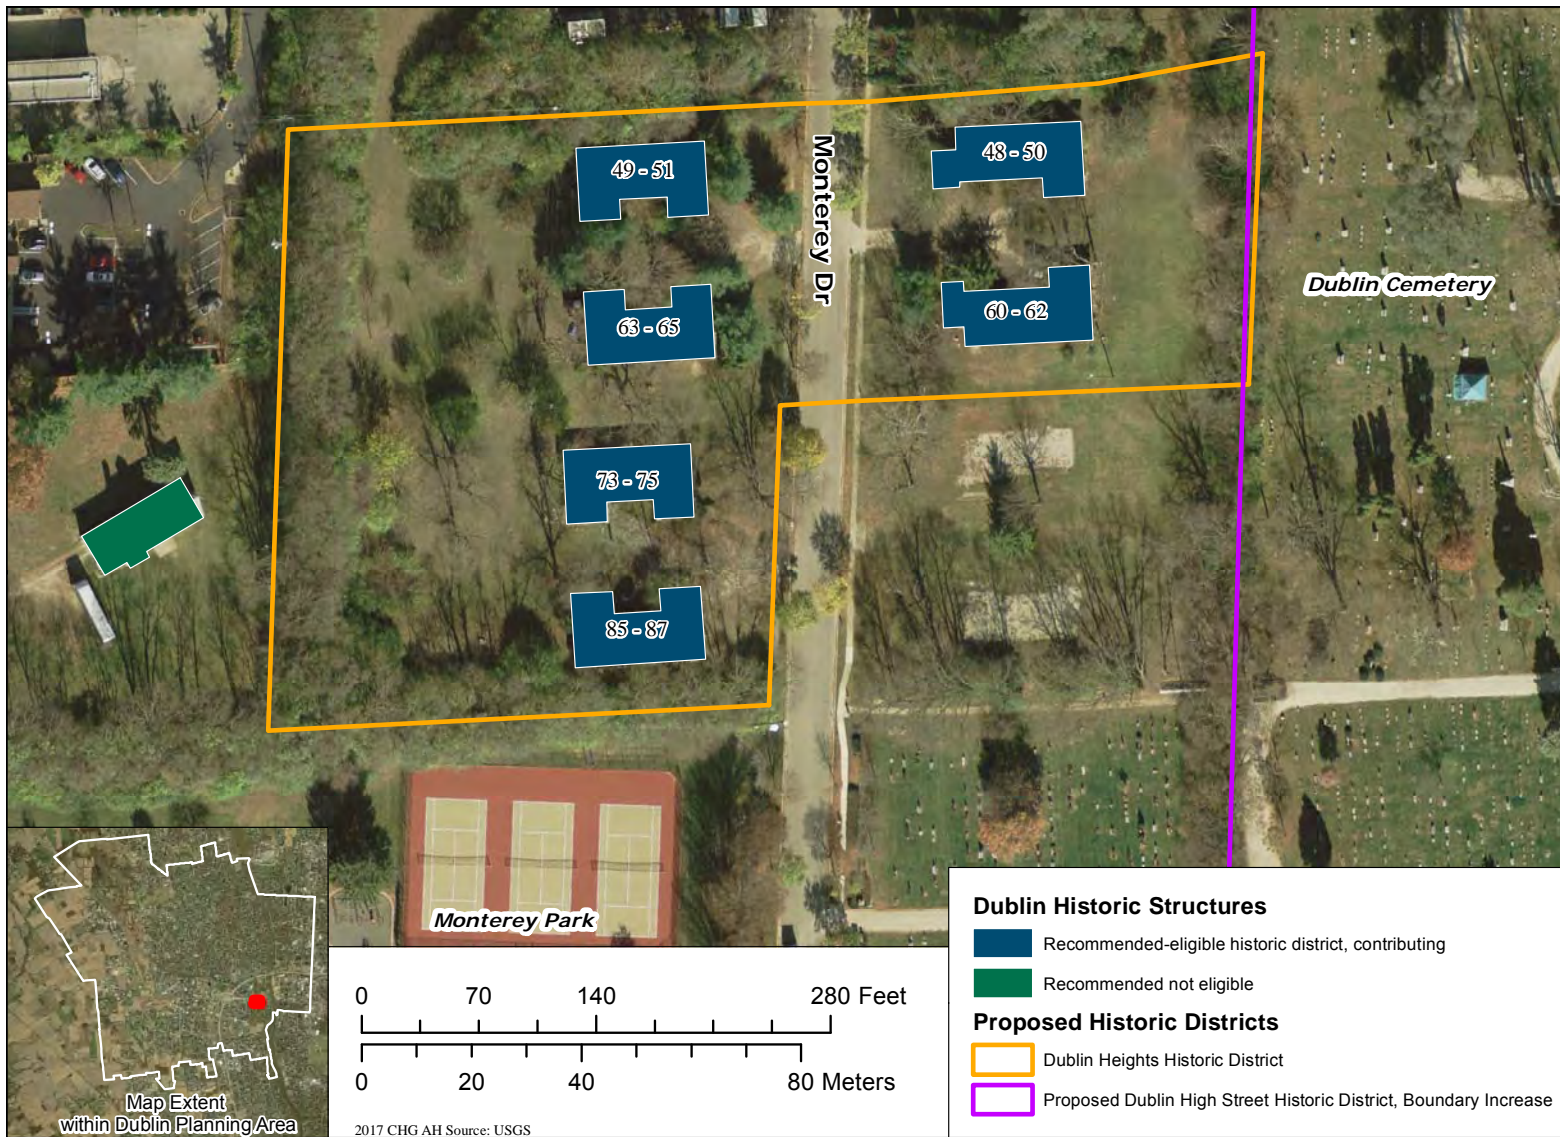 49 - 51
48 - 50
Monterey Dr
Dublin Cemetery
63 - 65
60 - 62
73 - 75
85 - 87
Monterey Park
Map Extent
within Dublin Planning Area
0 70 140 280 Feet
0 20 40 80 Meters
2017 CHG AH Source: USGS
Dublin Historic Structures
Recommended-eligible historic district, contributing
Recommended not eligible
Proposed Historic Districts
Dublin Heights Historic District
Proposed Dublin High Street Historic District, Boundary Increase